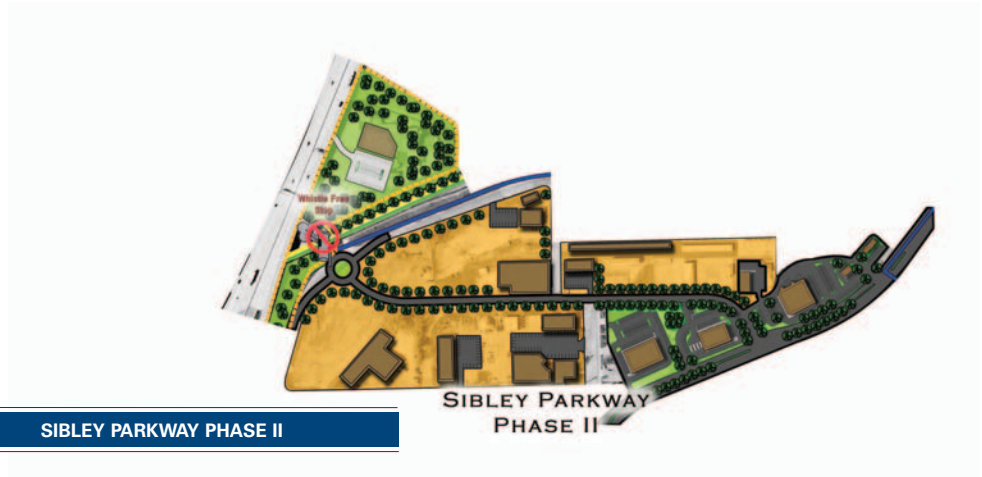 Whistle Free
Stop
SIBLEY PARKWAY
PHASE II
SIBLEY PARKWAY PHASE II